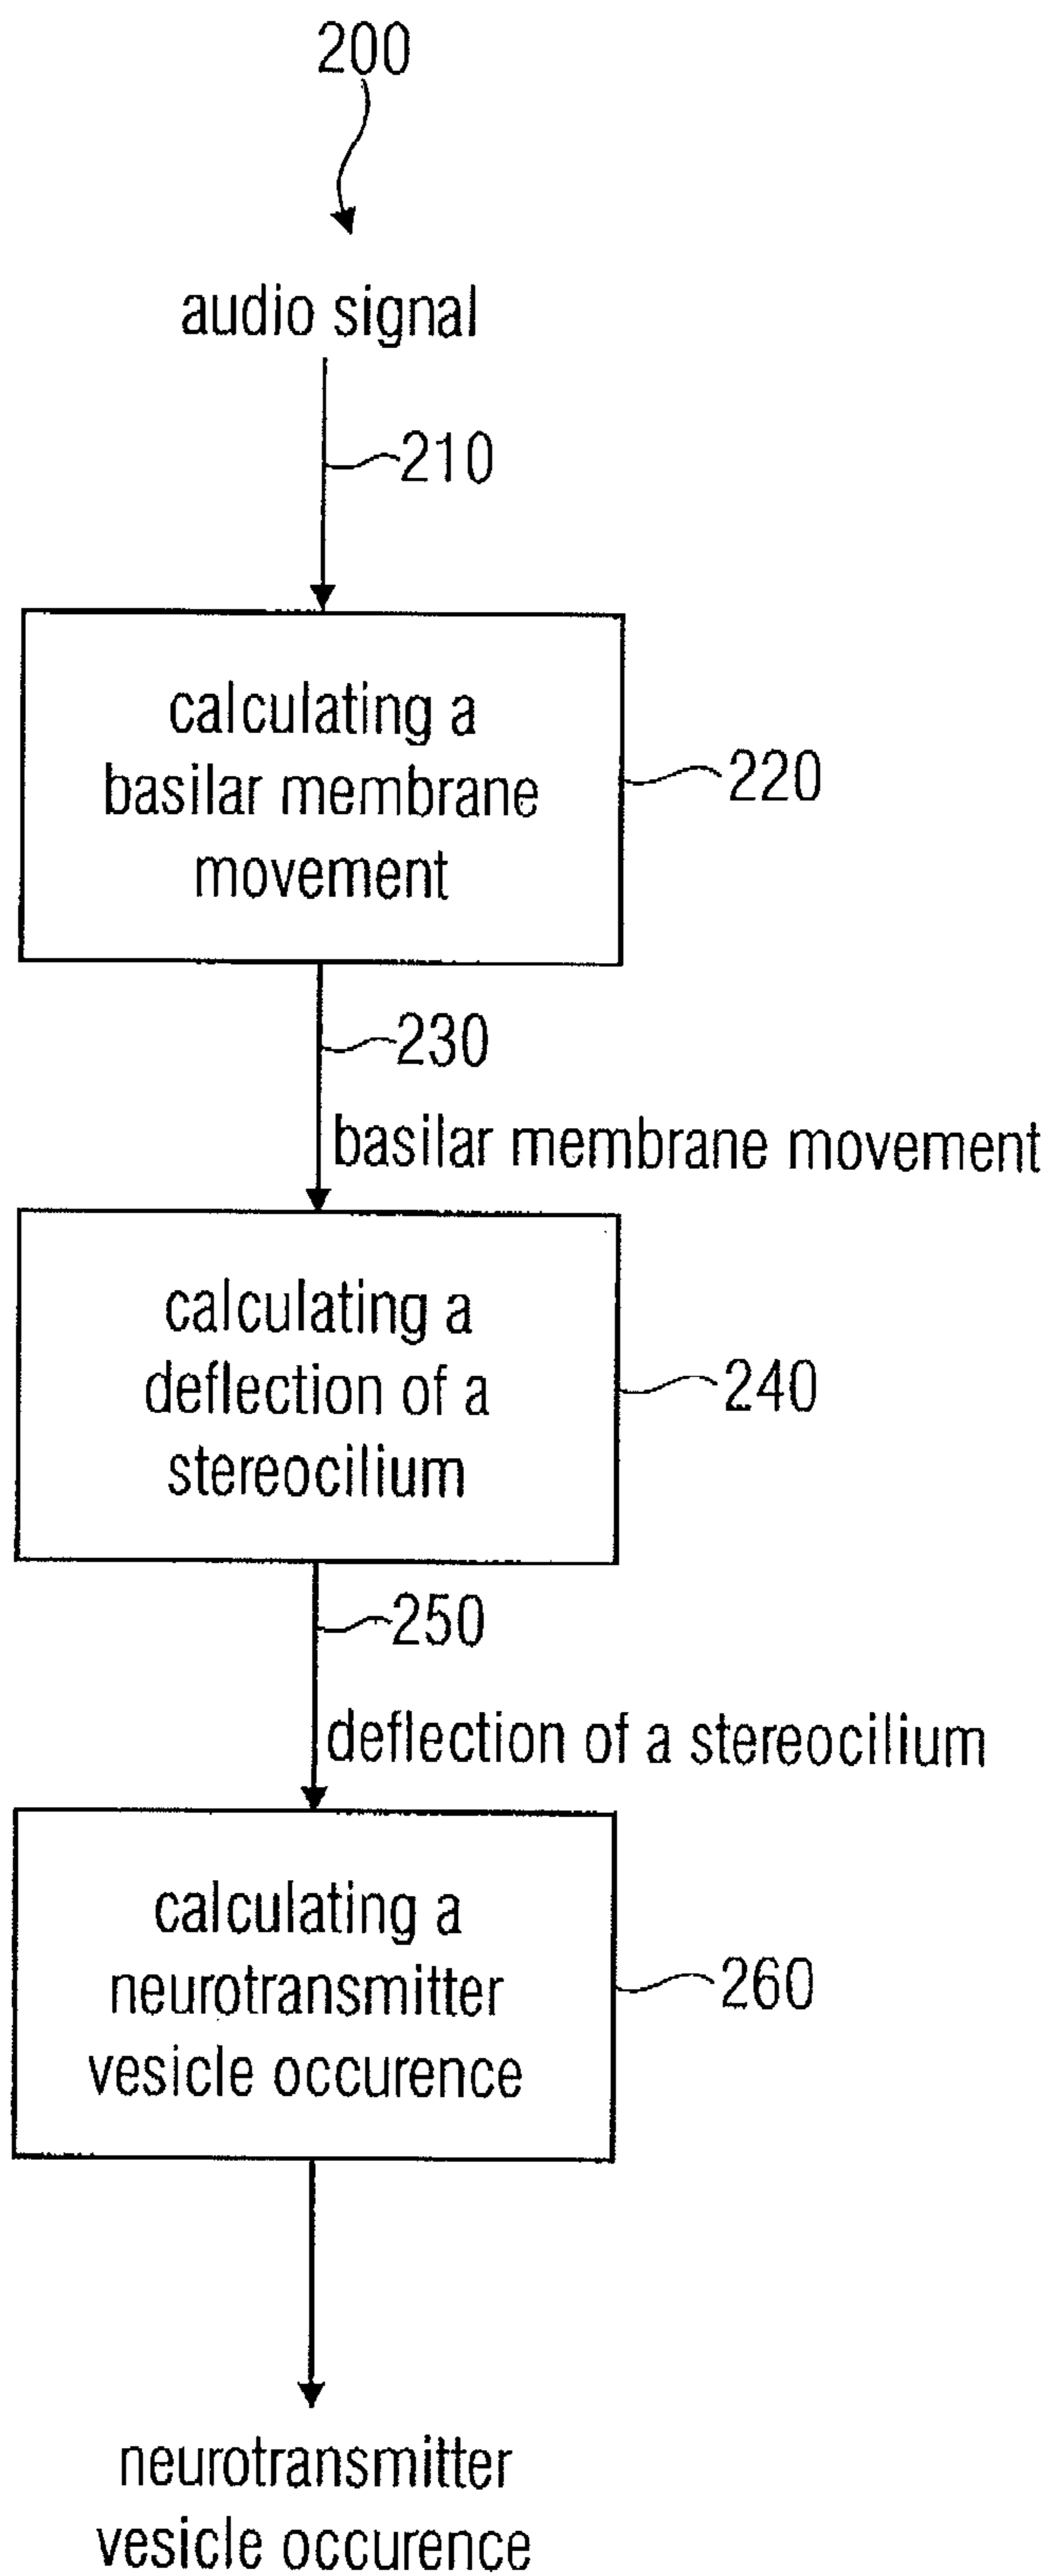 200
audio signal
210
calculating a
basilar membrane
movement
220
230
basilar membrane movement
calculating a
deflection of a
stereocilium
240
250
deflection of a stereocilium
calculating a
neurotransmitter
vesicle occurence
260
neurotransmitter
vesicle occurence